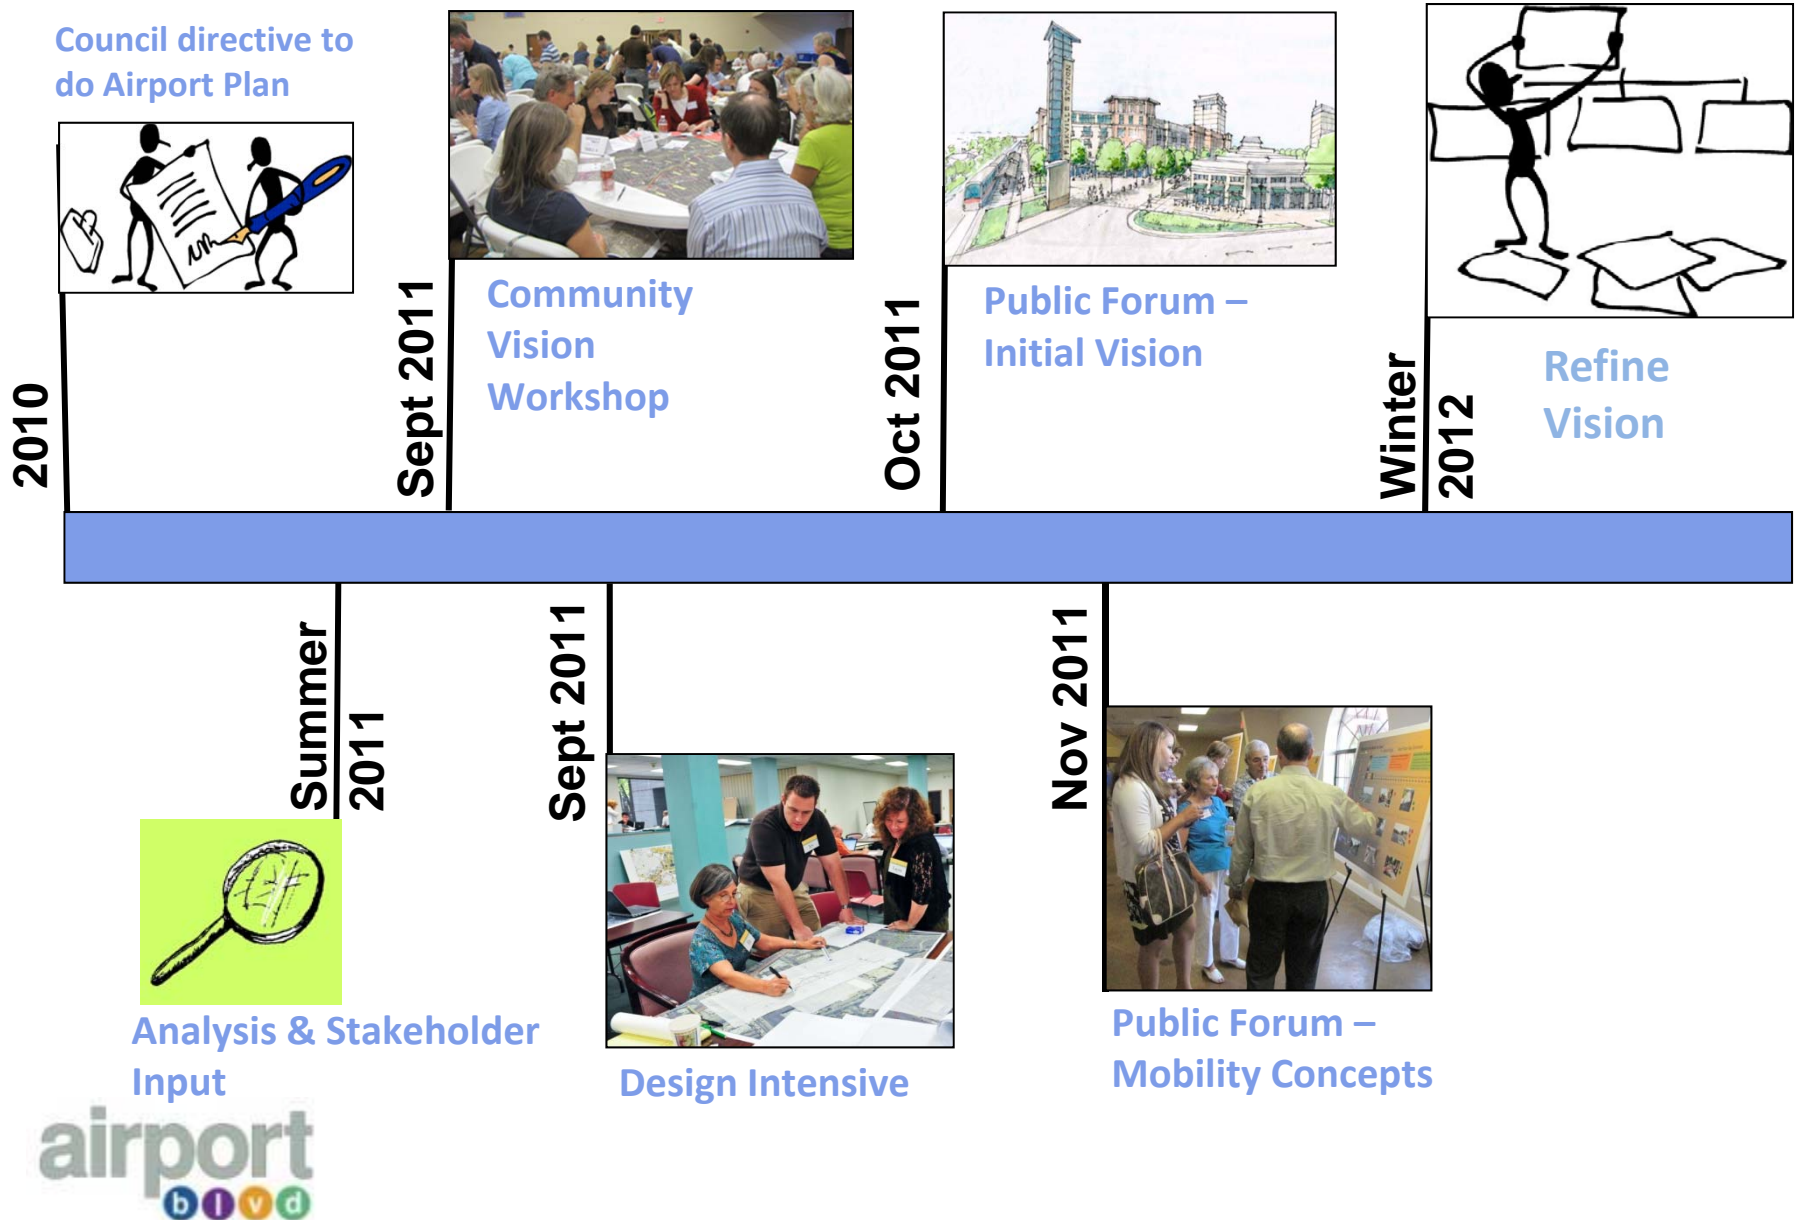 Council directive to
do Airport Plan
2010
Sept 2011
Community
Vision
Workshop
Oct 2011
Public Forum –
Initial Vision
Winter
2012
Refine
Vision
Summer
2011
Analysis & Stakeholder
Input
Sept 2011
Design Intensive
Nov 2011
Public Forum –
Mobility Concepts
airport
blvd